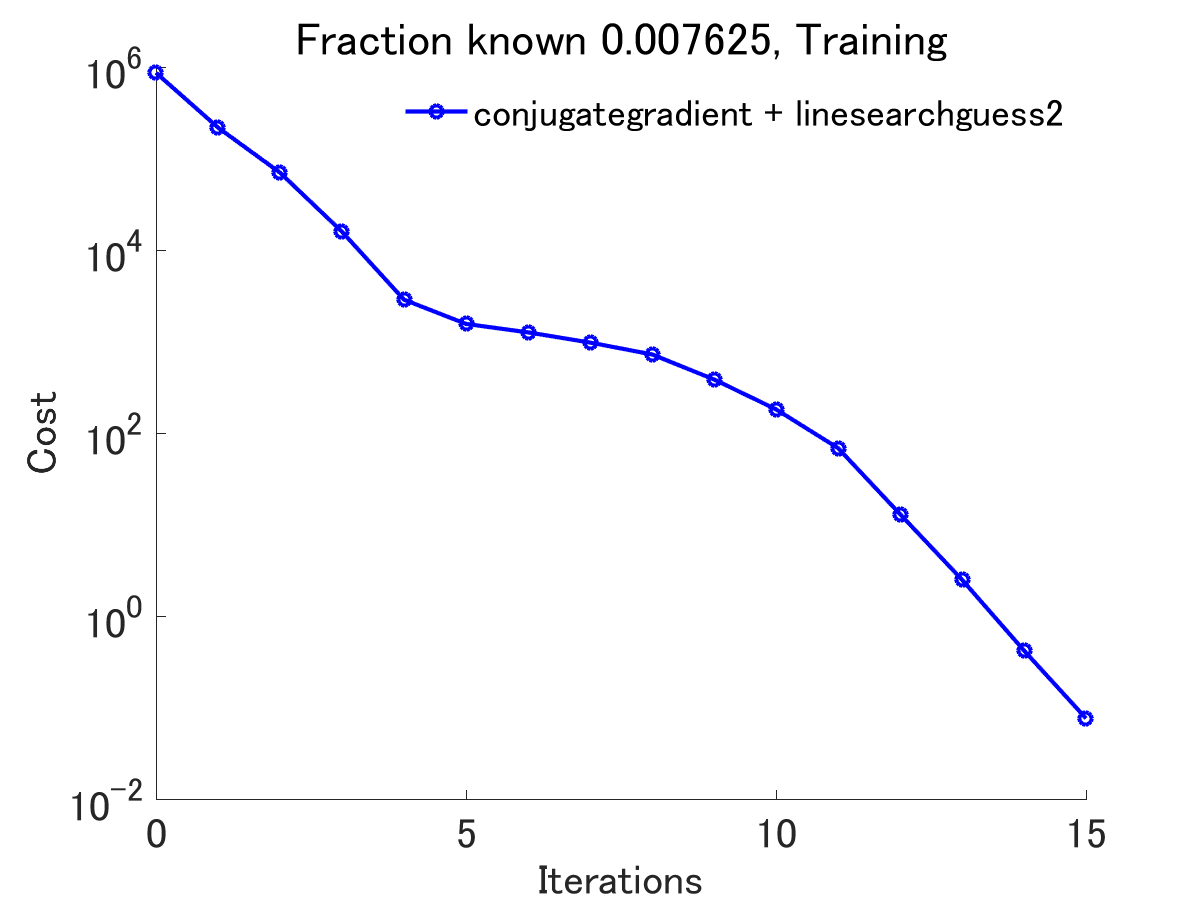 Fraction known 0.007625, Training
conjugategradient + linesearchguess2
10^6
10^4
10^2
10^0
10^-2
Cost
0 5 10 15
Iterations